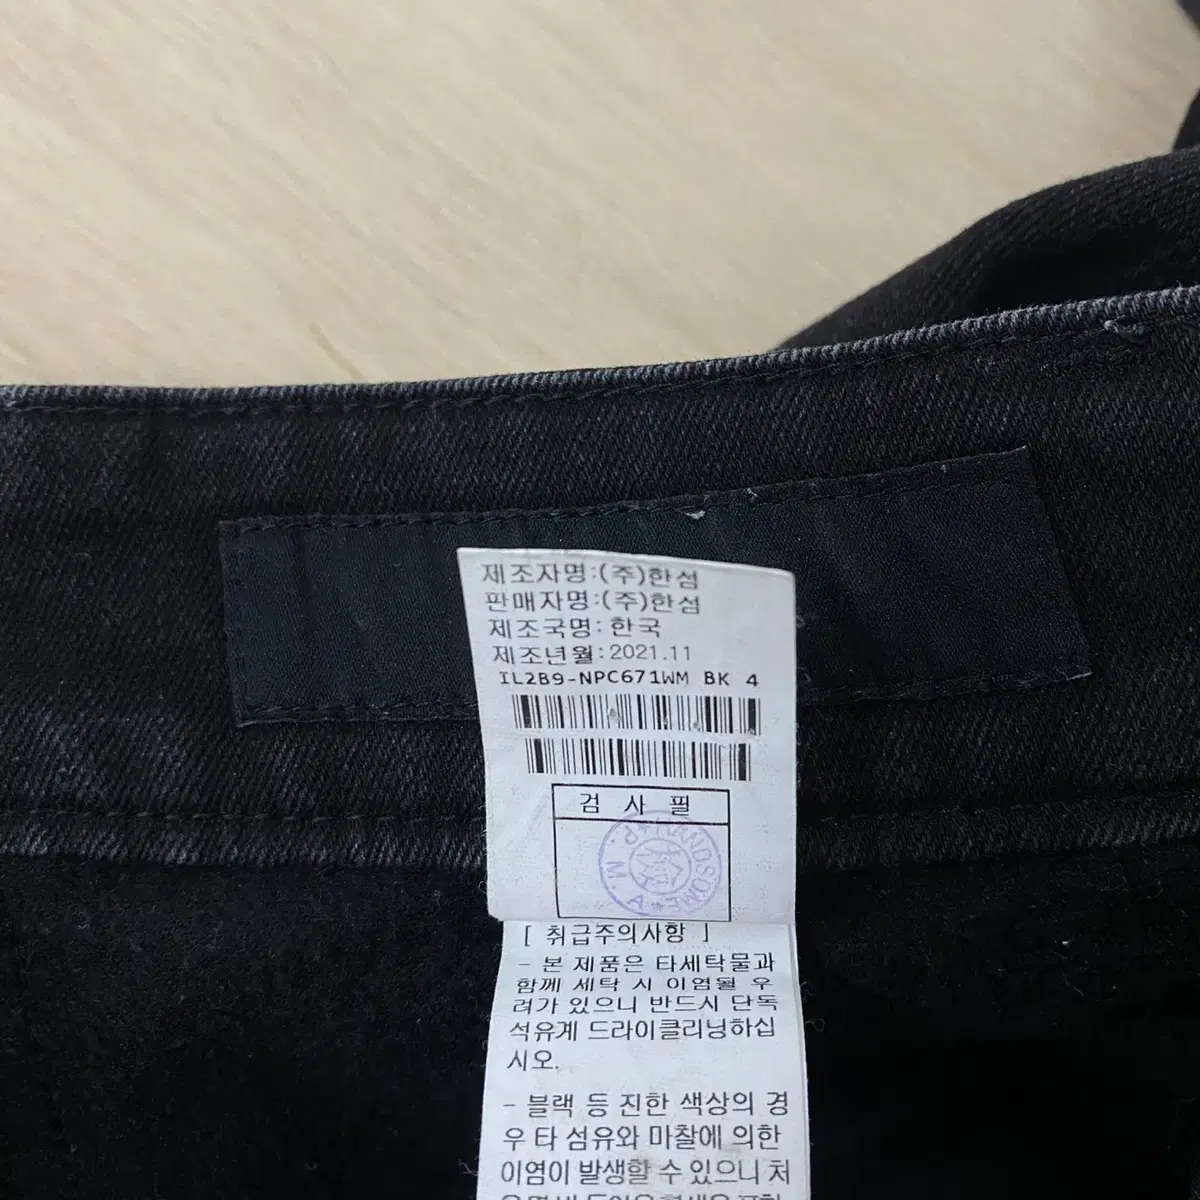 제조자명:(주)한섬
판매자명:(주)한섬
제조국명: 한국
제조년월: 2021.11
IL2B9-NPC671WM BK 4
검 사 필
HANDSOME P. M. A
[ 취급주의사항 ]
- 본 제품은 타세탁물과
함께 세탁 시 이염될 우
려가 있으니 반드시 단독
석유계 드라이클리닝하십
시오.
- 블랙 등 진한 색상의 경
우 타 섬유와 마찰에 의한
이염이 발생할 수 있으니 처